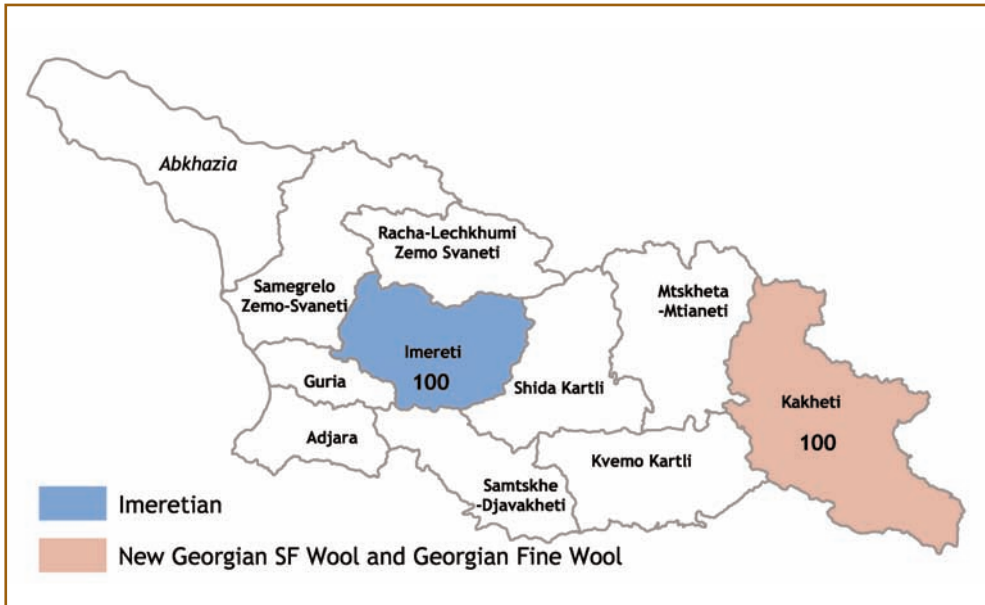 Abkhazia
Racha-Lechkhumi
Zemo Svaneti
Samegrelo
Zemo-Svaneti
Mtskheta
-Mtianeti
Imereti
100
Guria
Shida Kartli
Kakheti
100
Adjara
Kvemo Kartli
Samtskhe
-Djavakheti
Imeretian
New Georgian SF Wool and Georgian Fine Wool